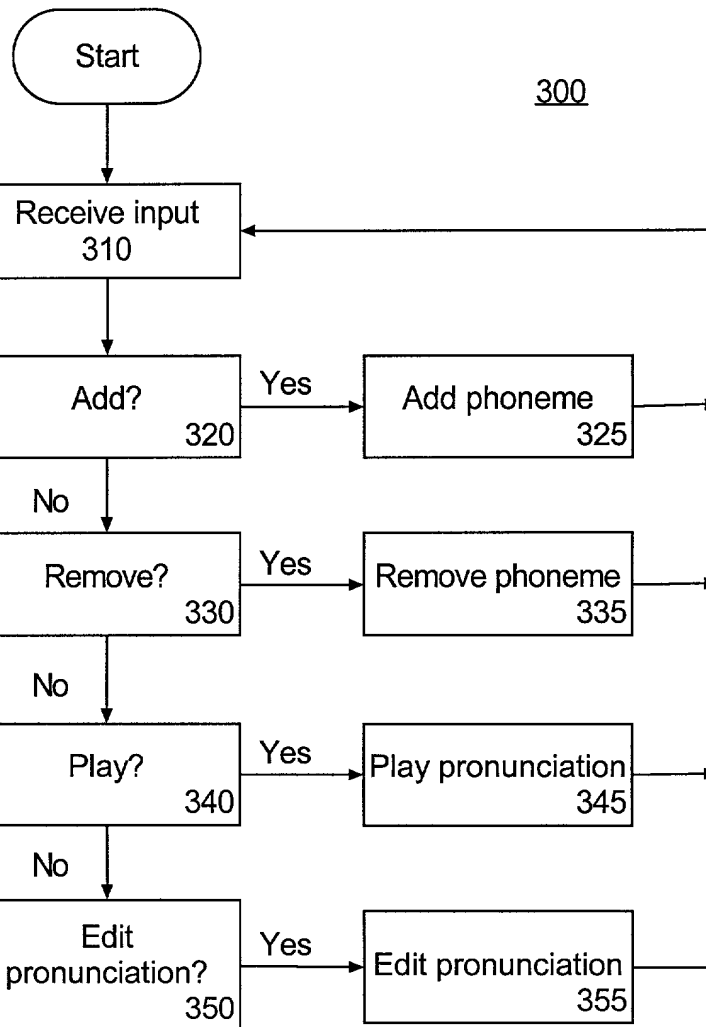 Start
300
Receive input
310
Add?
320
Yes
Add phoneme
325
No
Remove?
330
Yes
Remove phoneme
335
No
Play?
340
Yes
Play pronunciation
345
No
Edit
pronunciation?
350
Yes
Edit pronunciation
355